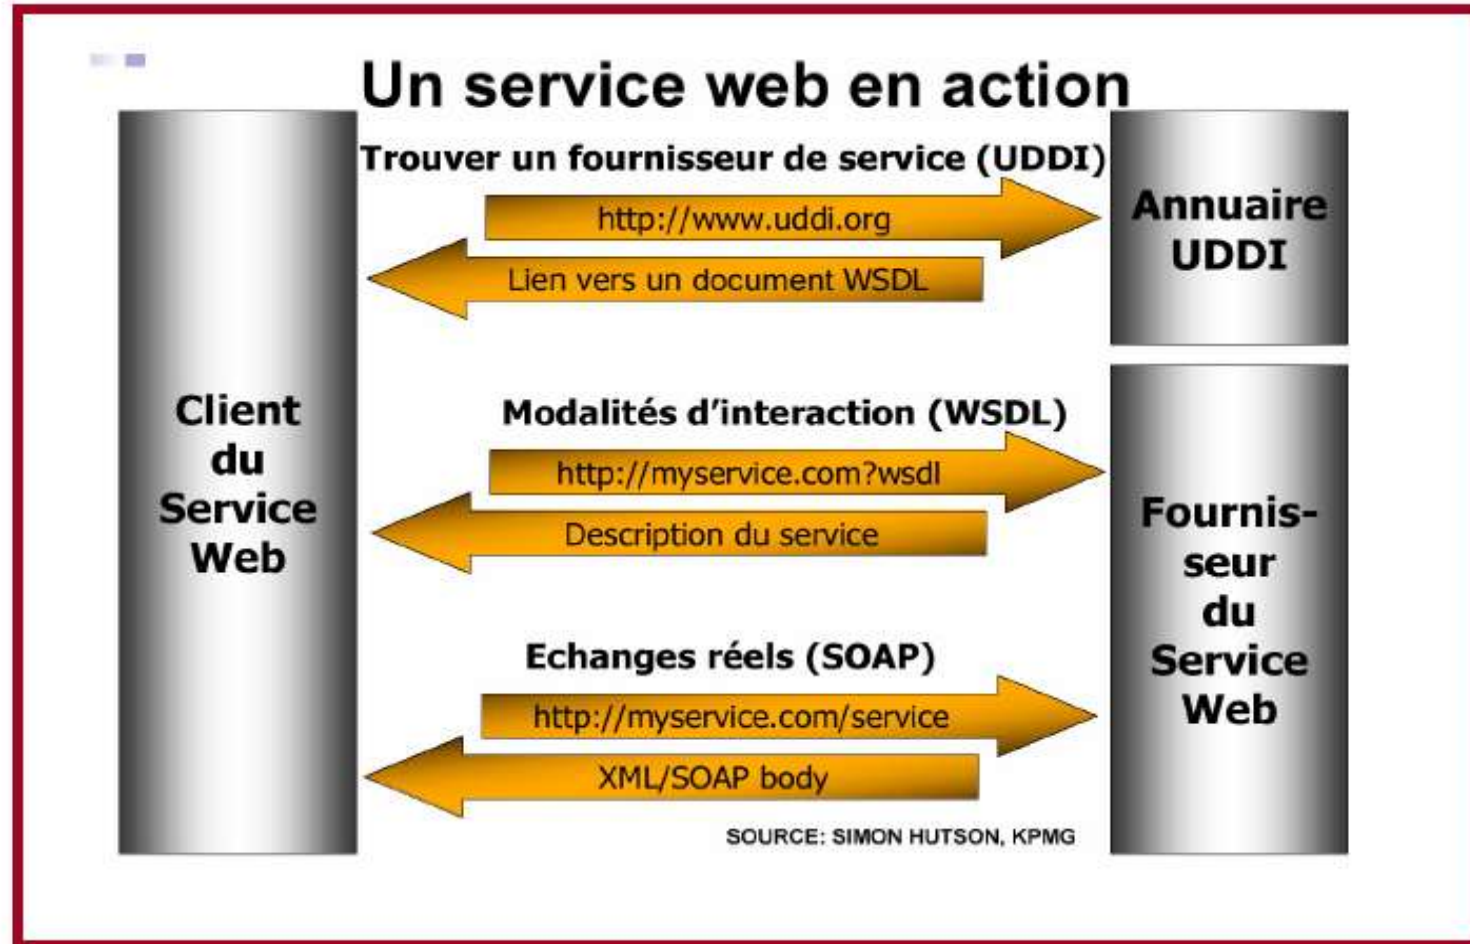 Un service web en action
Trouver un fournisseur de service (UDDI)
http://www.uddi.org
Lien vers un document WSDL
Annuaire
UDDI
Client
du
Service
Web
Modalités d'interaction (WSDL)
http://myservice.com?wsdl
Description du service
Echanges réels (SOAP)
http://myservice.com/service
XML/SOAP body
Fournis-
seur
du
Service
Web
SOURCE: SIMON HUTSON, KPMG